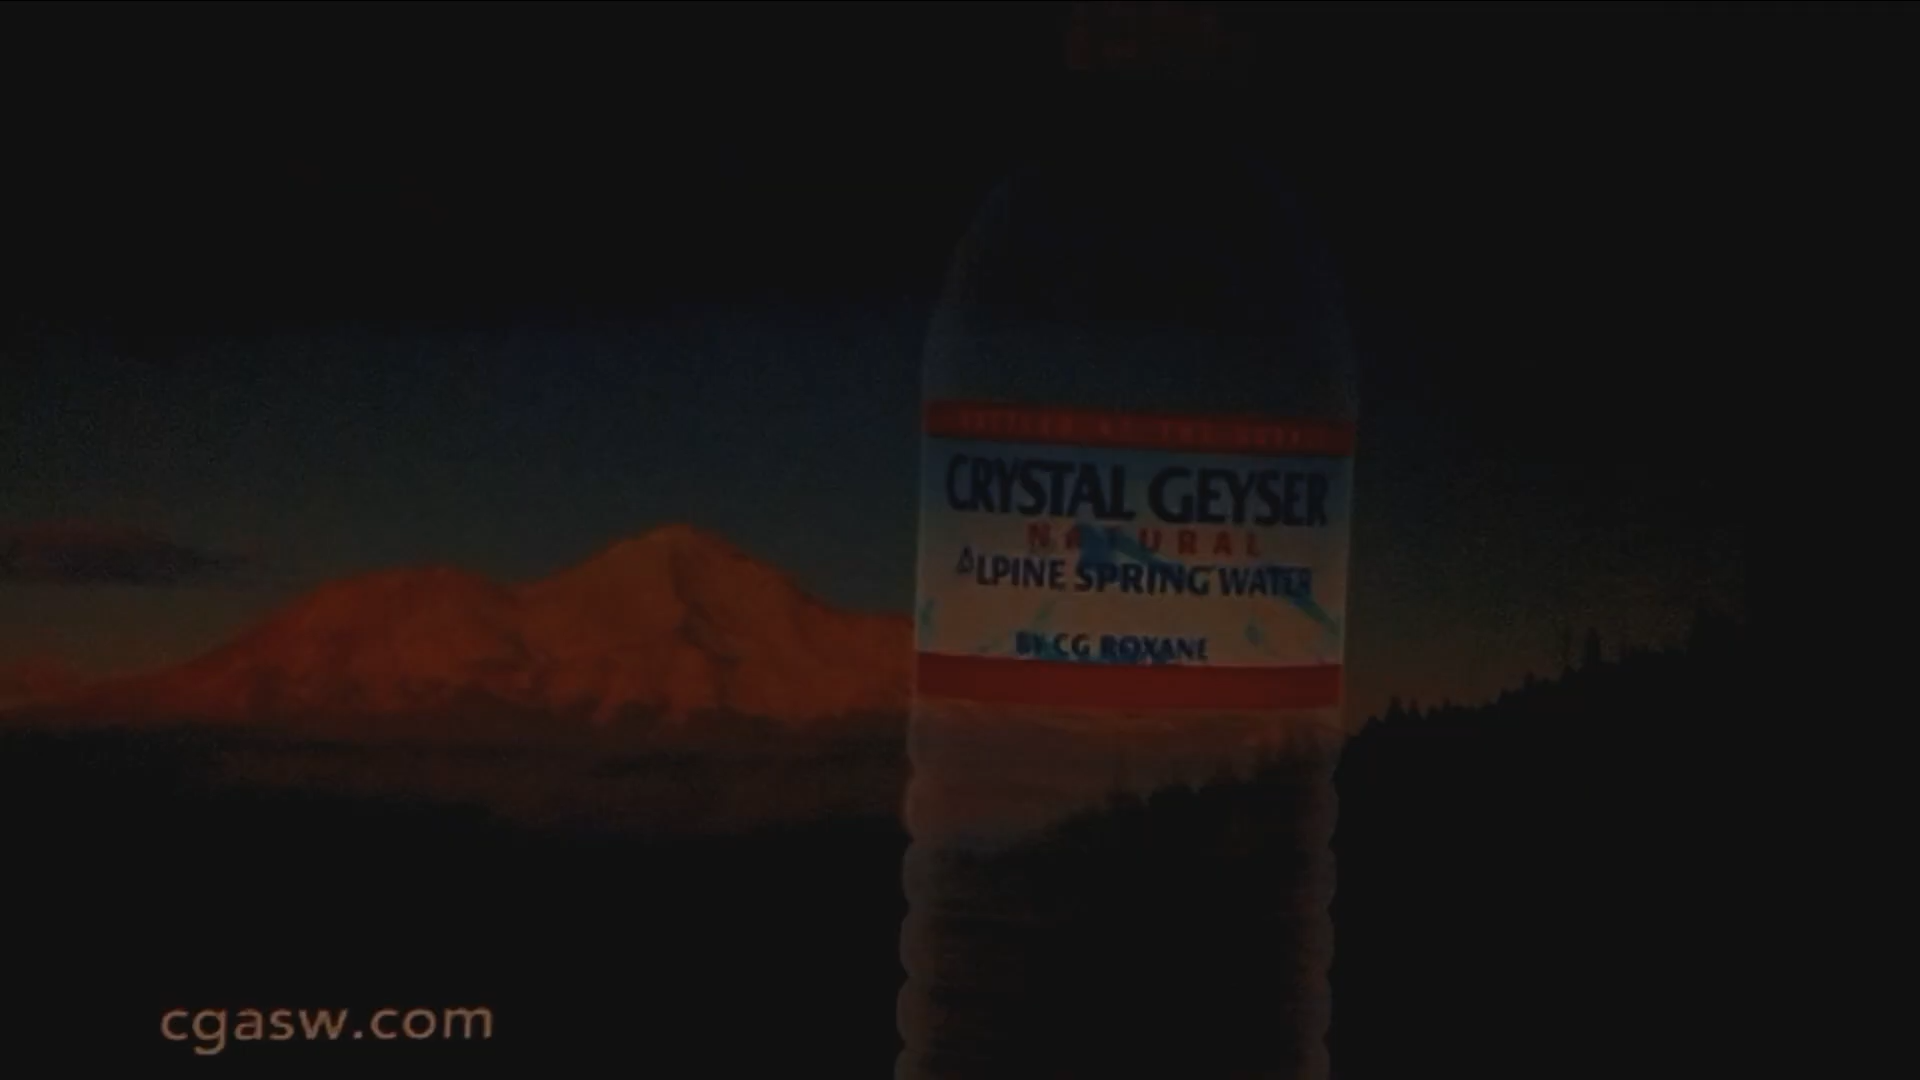 CRYSTAL GEYSER
NATURAL
ALPINE SPRING WATER
BY CG ROXANE
cgasw.com